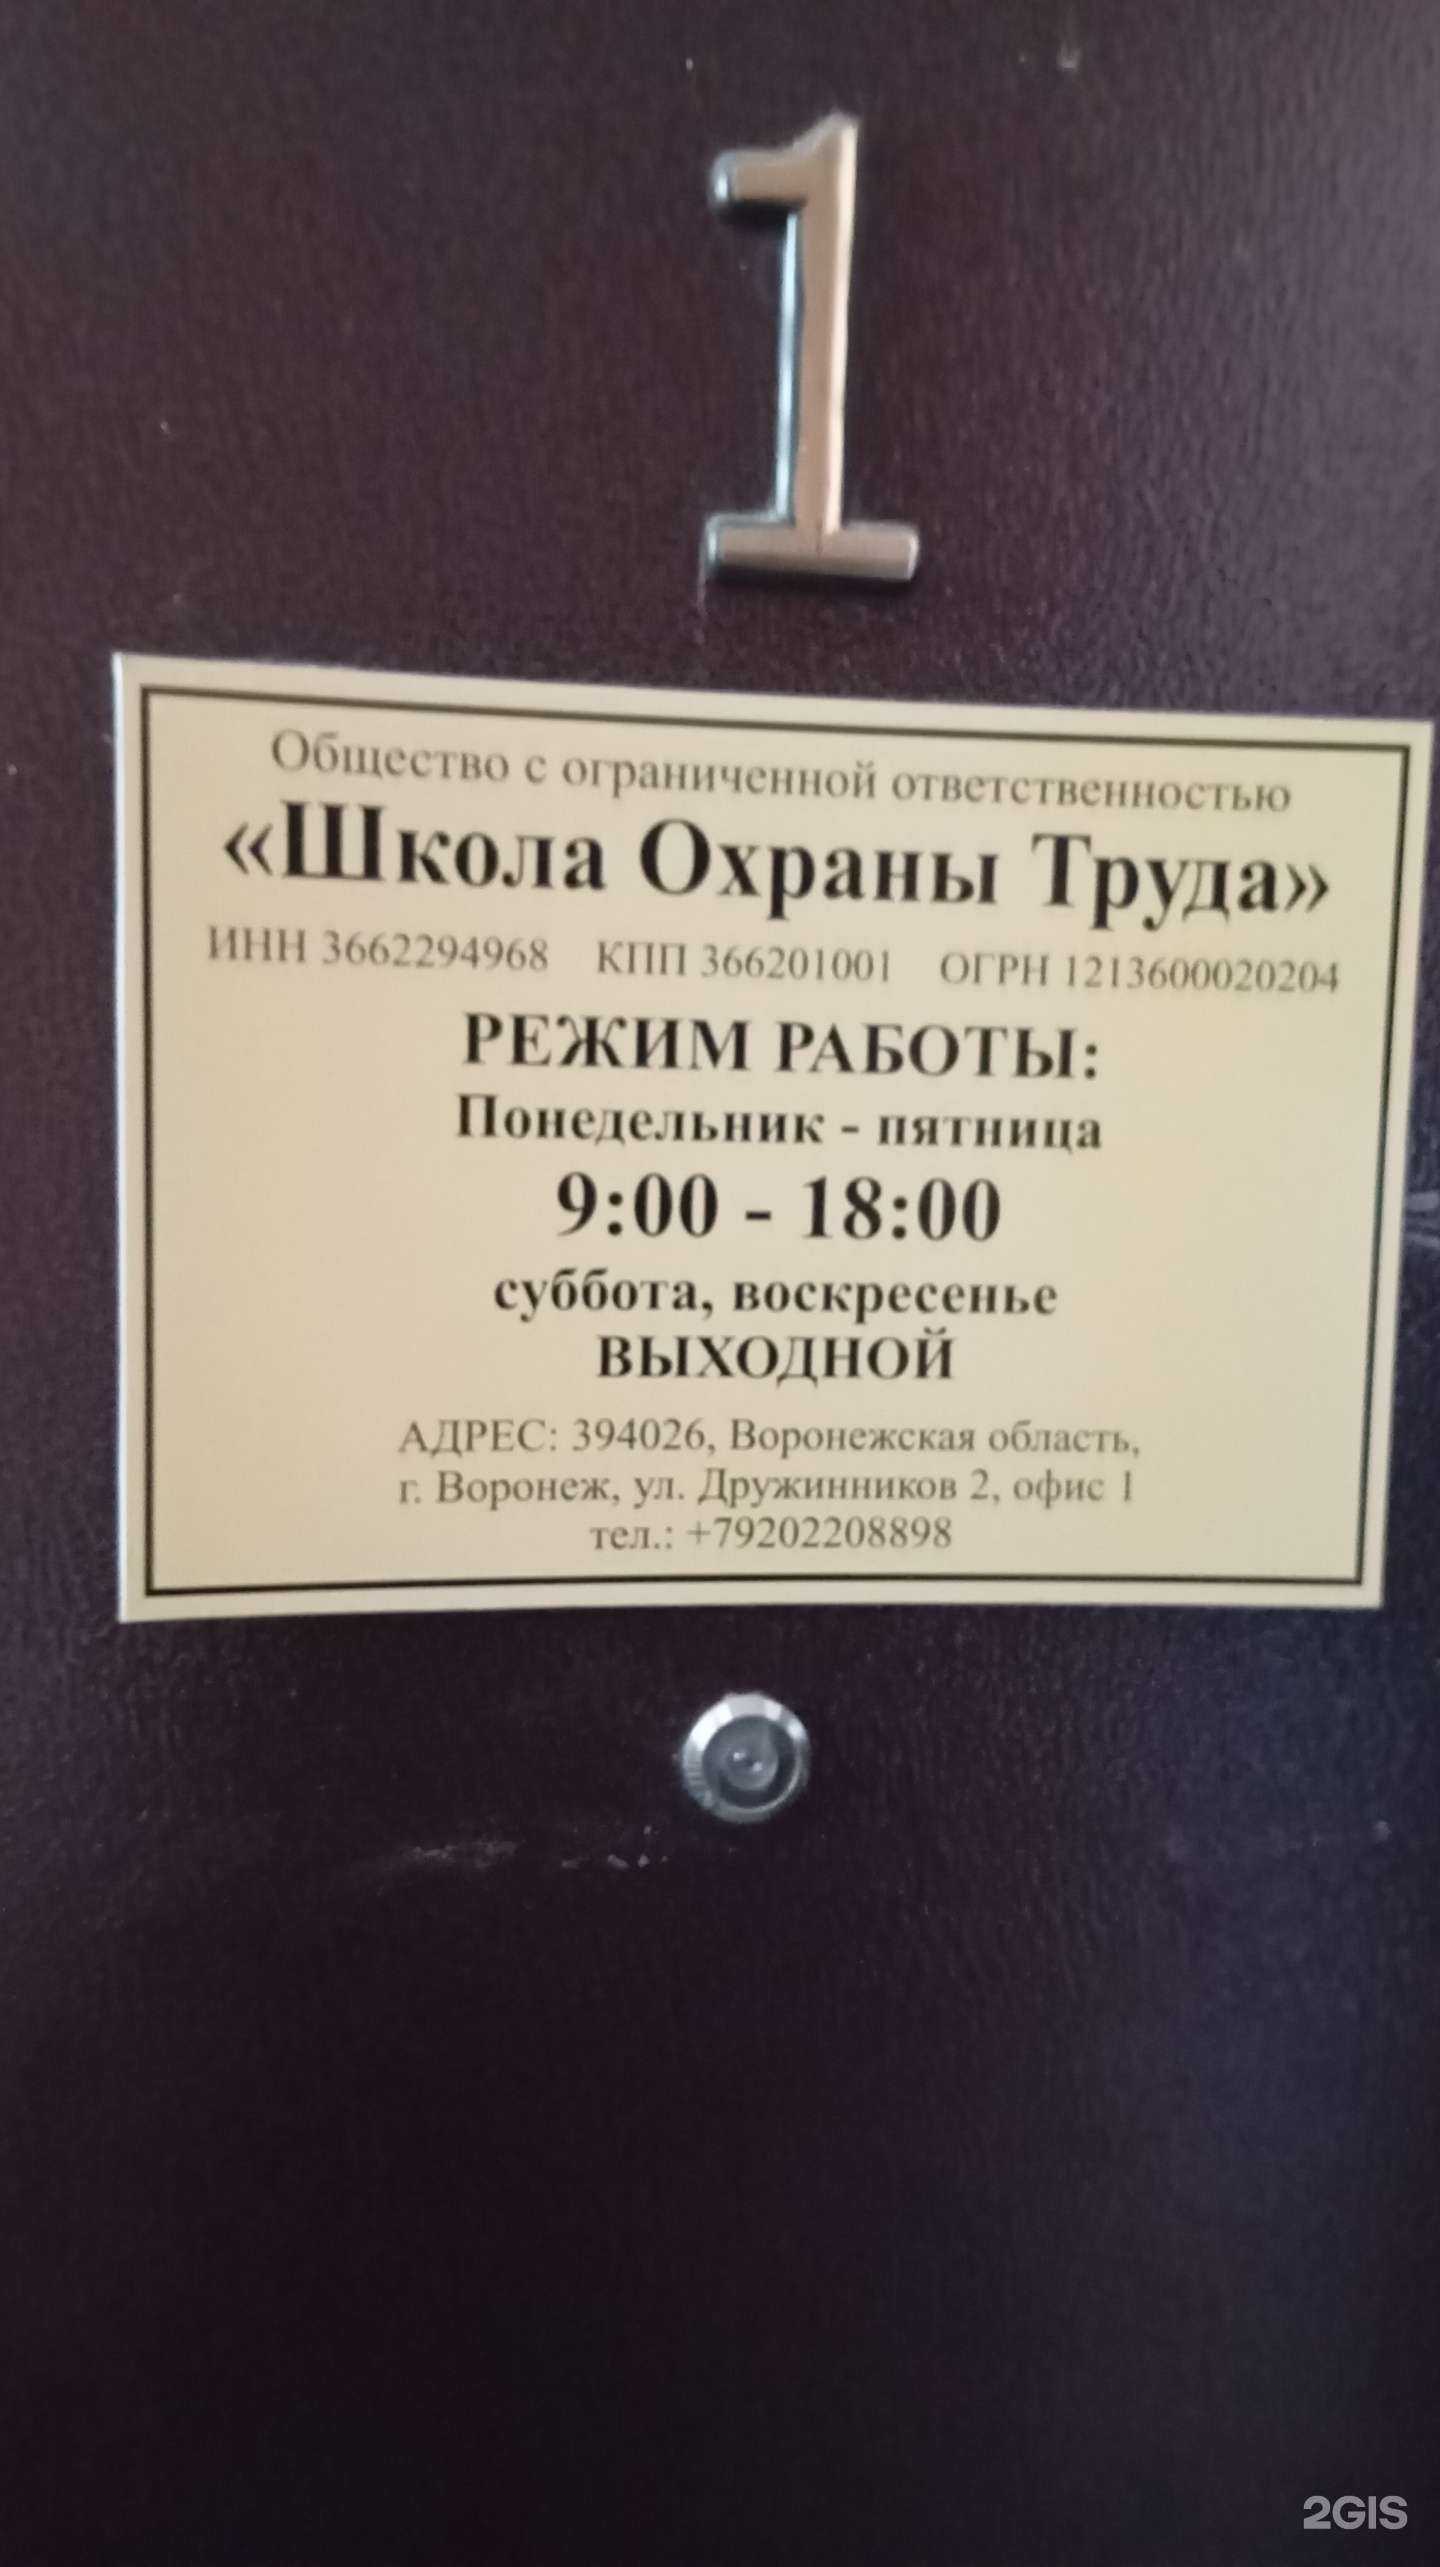 1
Общество с ограниченной ответственностью
«Школа Охраны Труда»
ИНН 3662294968 КПП 366201001 ОГРН 1213600020204
РЕЖИМ РАБОТЫ:
Понедельник - пятница
9:00 - 18:00
суббота, воскресенье
ВЫХОДНОЙ
АДРЕС: 394026, Воронежская область,
г. Воронеж, ул. Дружинников 2, офис 1
тел.: +79202208898
2GIS